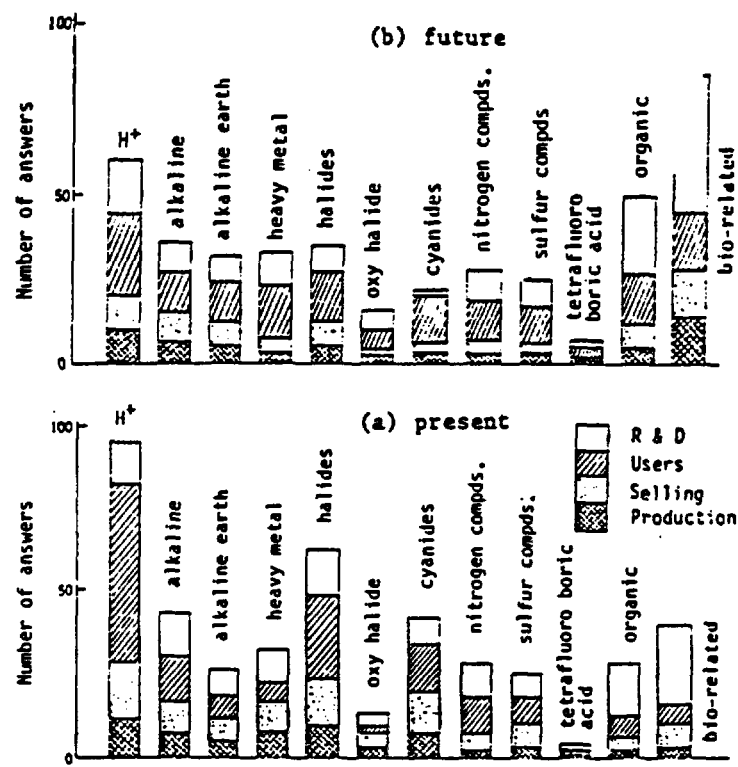 100
(b) future
Number of answers
50
0
H+
alkaline
alkaline earth
heavy metal
halides
oxy halide
cyanides
nitrogen compds.
sulfur compds
tetrafluoro
boric acid
organic
bio-related
100
(a) present
Number of answers
50
0
H+
alkaline
alkaline earth
heavy metal
halides
oxy halide
cyanides
nitrogen compds.
sulfur compds.
tetrafluoro boric
acid
organic
bio-related
R & D
Users
Selling
Production